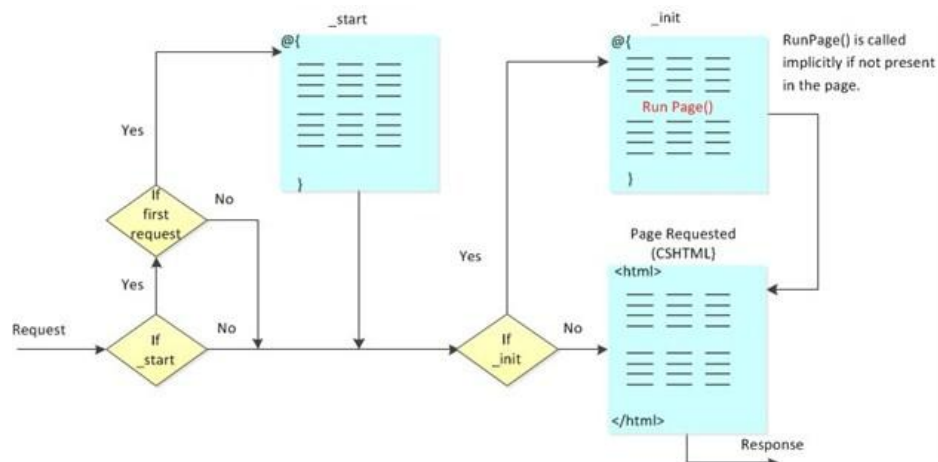 _start
@{
}
_init
@{
Run Page()
}
RunPage() is called
implicitly if not present
in the page.
Yes
If
first
request
No
Yes
Request
If
_start
No
Yes
If
_init
No
Page Requested
(CSHTML)
<html>
</html>
Response